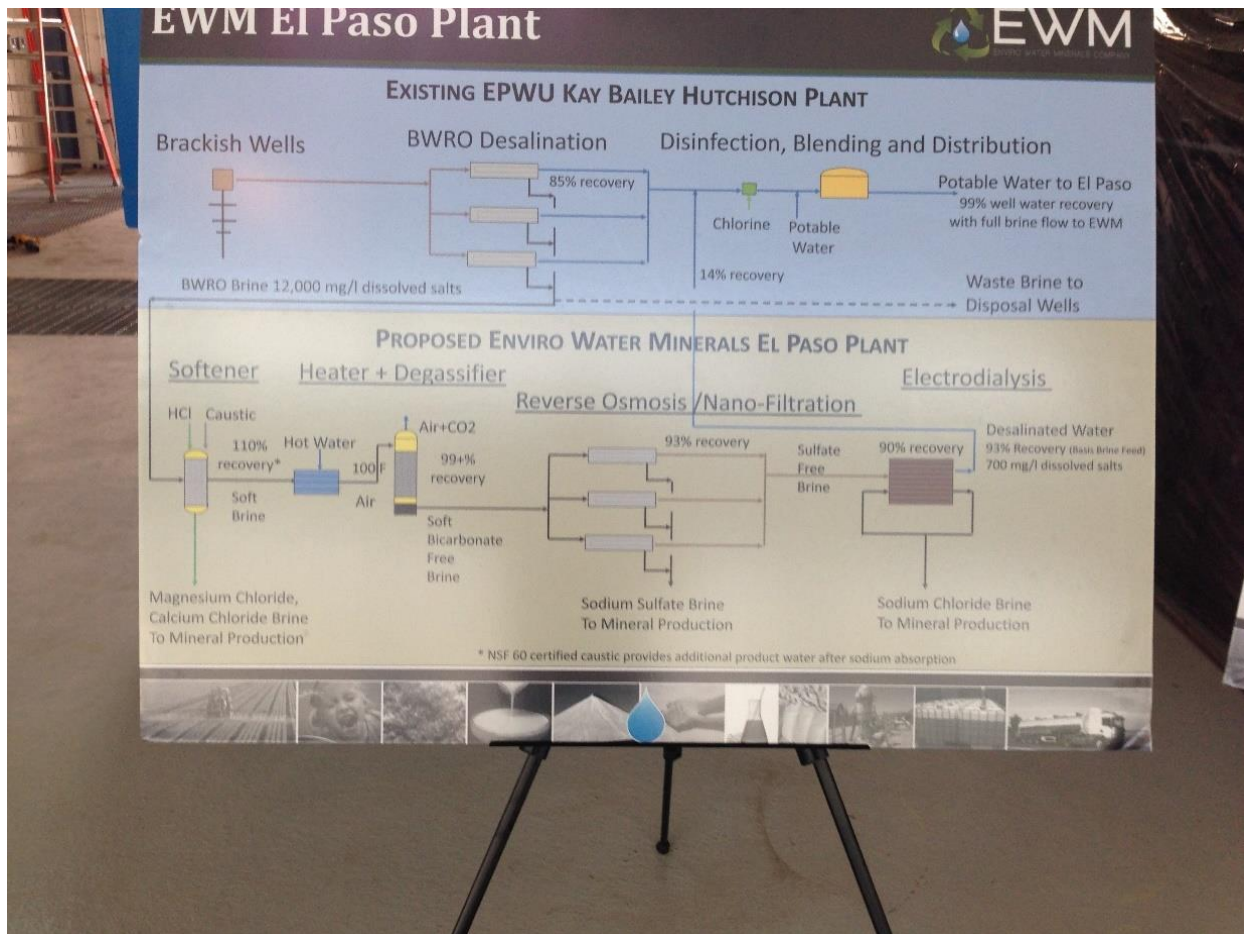 EWM El Paso Plant
EWM
ENVIRO WATER MINERALS COMPANY
EXISTING EPWU KAY BAILEY HUTCHISON PLANT
Brackish Wells
BWRO Desalination
Disinfection, Blending and Distribution
85% recovery
Potable Water to El Paso
99% well water recovery
with full brine flow to EWM
Chlorine
Potable
Water
14% recovery
BWRO Brine 12,000 mg/l dissolved salts
Waste Brine to
Disposal Wells
PROPOSED ENVIRO WATER MINERALS EL PASO PLANT
Softener
Heater + Degassifier
Reverse Osmosis /Nano-Filtration
Electrodialysis
HCl
Caustic
110%
recovery*
Soft
Brine
Hot Water
100 F
Air
Air+CO2
99+%
recovery
Soft
Bicarbonate
Free
Brine
93% recovery
Sulfate
Free
Brine
90% recovery
Desalinated Water
93% Recovery (Basis Brine Feed)
700 mg/l dissolved salts
Magnesium Chloride,
Calcium Chloride Brine
To Mineral Production
Sodium Sulfate Brine
To Mineral Production
Sodium Chloride Brine
To Mineral Production
* NSF 60 certified caustic provides additional product water after sodium absorption